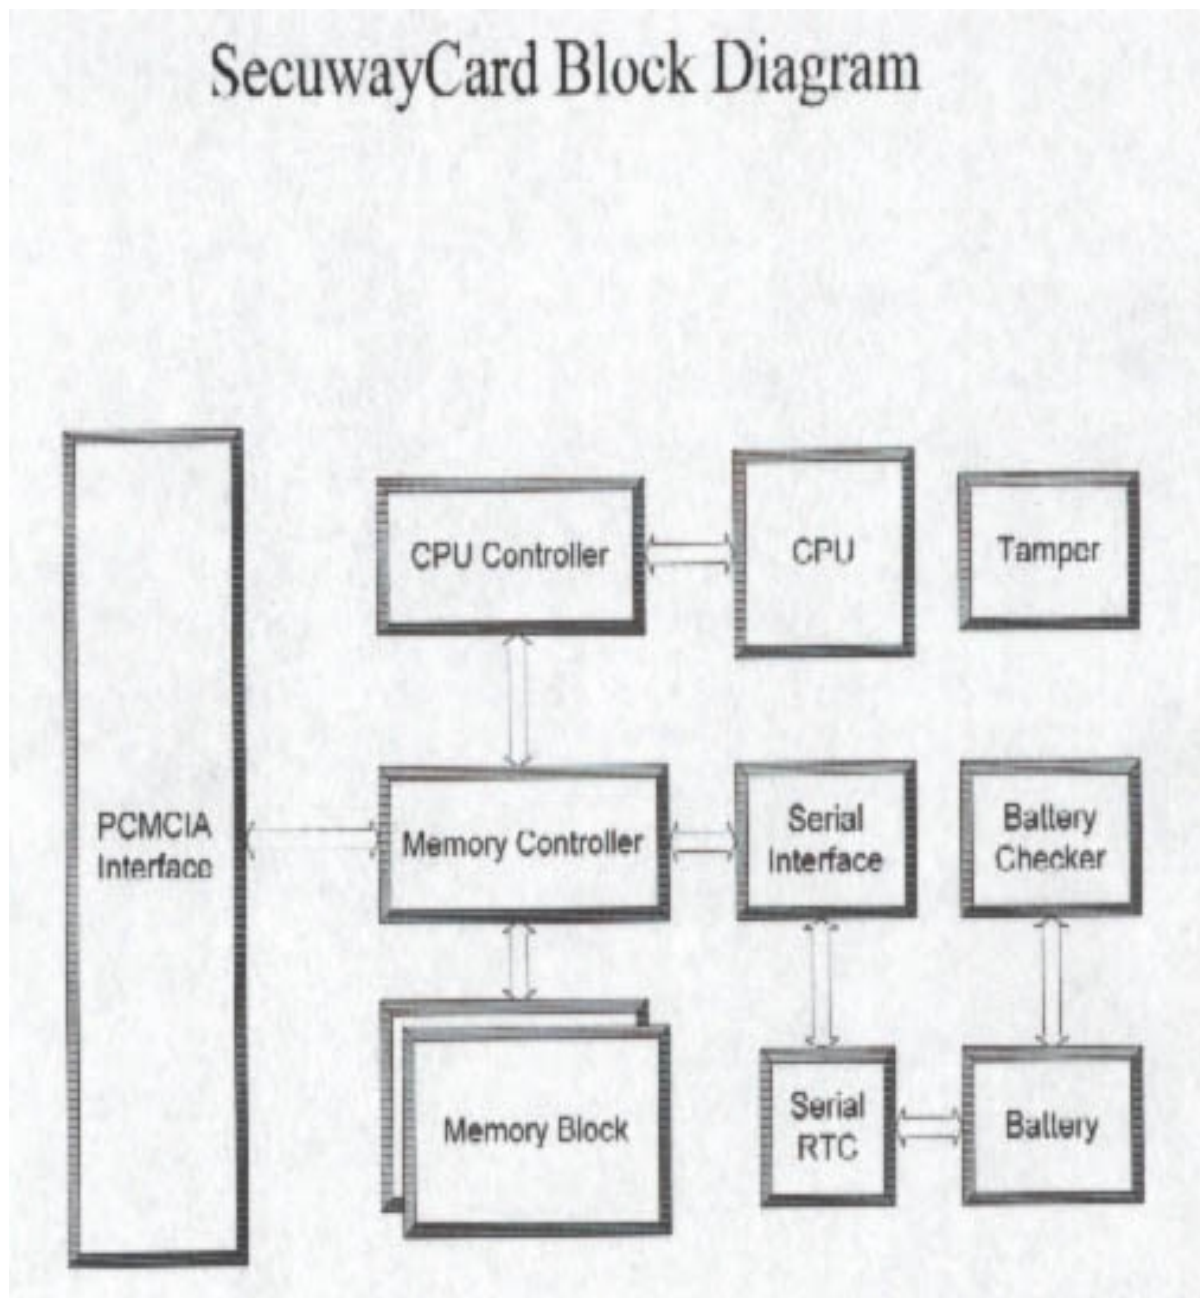 SecuwayCard Block Diagram
CPU Controller
CPU
Tamper
PCMCIA
Interface
Memory Controller
Serial
Interface
Battery
Checker
Memory Block
Serial
RTC
Battery